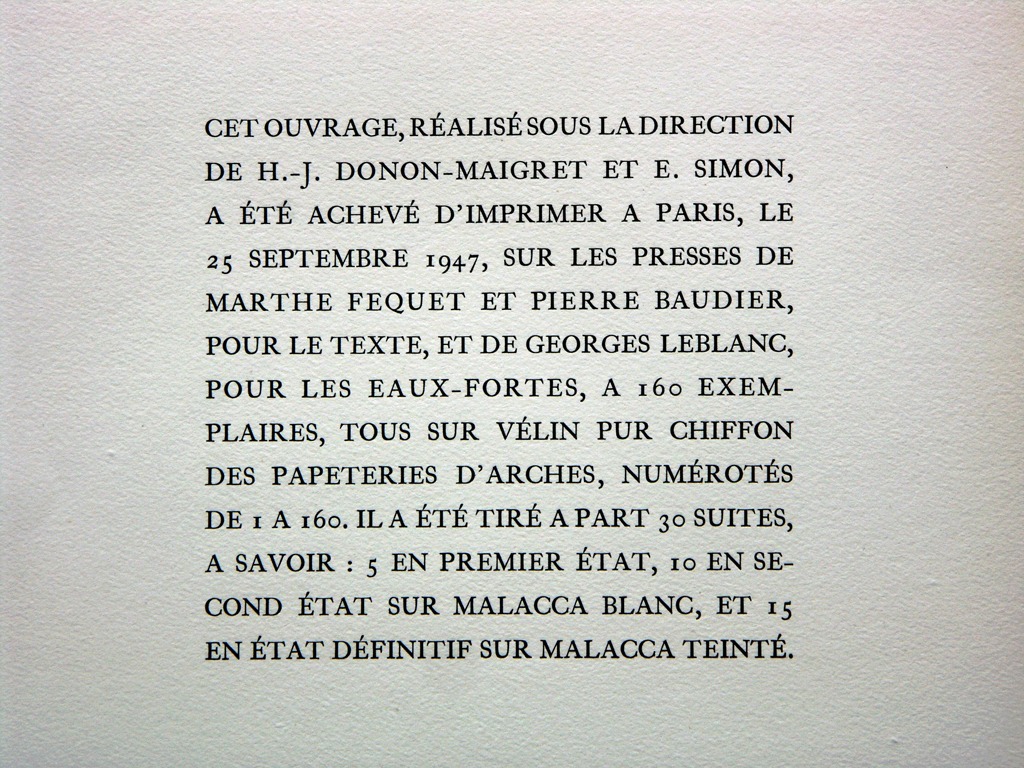 CET OUVRAGE, RÉALISÉ SOUS LA DIRECTION
DE H.-J. DONON-MAIGRET ET E. SIMON,
A ÉTÉ ACHEVÉ D'IMPRIMER A PARIS, LE
25 SEPTEMBRE 1947, SUR LES PRESSES DE
MARTHE FEQUET ET PIERRE BAUDIER,
POUR LE TEXTE, ET DE GEORGES LEBLANC,
POUR LES EAUX-FORTES, A 160 EXEM-
PLAIRES, TOUS SUR VÉLIN PUR CHIFFON
DES PAPETERIES D'ARCHES, NUMÉROTÉS
DE 1 A 160. IL A ÉTÉ TIRÉ A PART 30 SUITES,
A SAVOIR : 5 EN PREMIER ÉTAT, 10 EN SE-
COND ÉTAT SUR MALACCA BLANC, ET 15
EN ÉTAT DÉFINITIF SUR MALACCA TEINTÉ.